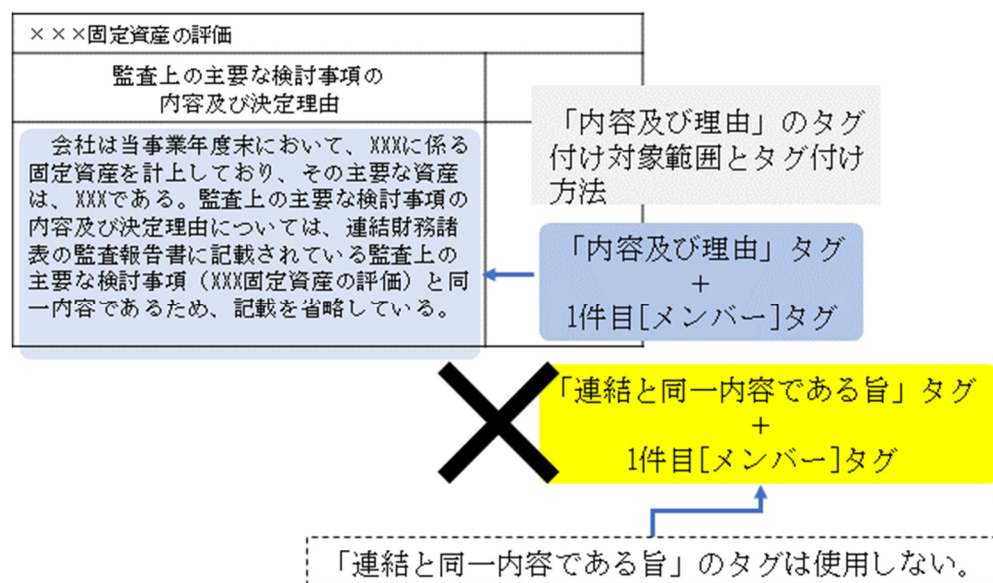 ×××固定資産の評価
監査上の主要な検討事項の
内容及び決定理由
会社は当事業年度末において、XXXに係る
固定資産を計上しており、その主要な資産
は、XXXである。監査上の主要な検討事項の
内容及び決定理由については、連結財務諸
表の監査報告書に記載されている監査上の
主要な検討事項（XXX固定資産の評価）と同
一内容であるため、記載を省略している。
「内容及び理由」のタグ
付け対象範囲とタグ付け
方法
「内容及び理由」タグ
+
1件目[メンバー]タグ
「連結と同一内容である旨」タグ
+
1件目[メンバー]タグ
「連結と同一内容である旨」のタグは使用しない。